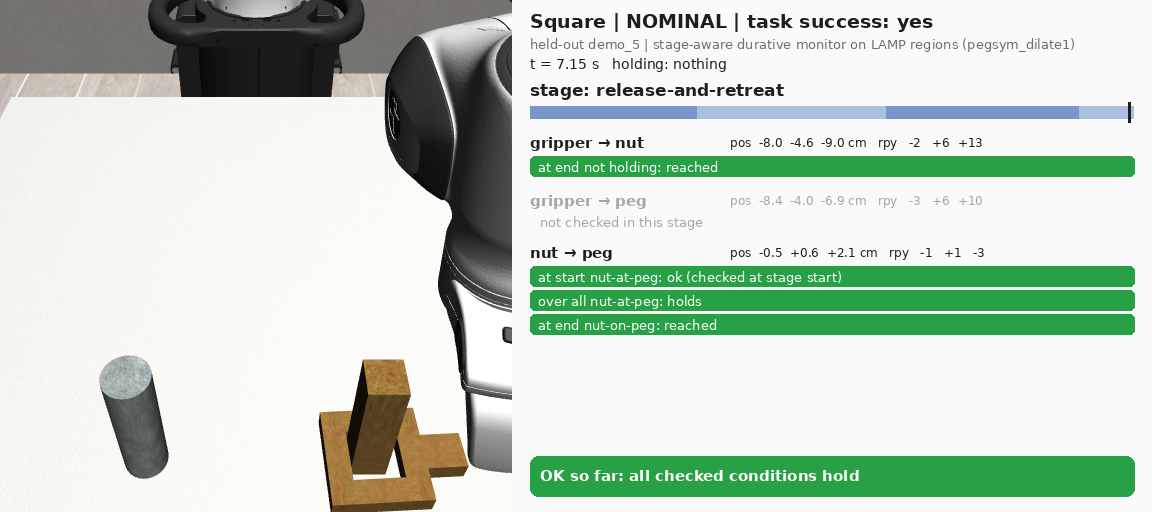 Square | NOMINAL | task success: yes
held-out demo_5 | stage-aware durative monitor on LAMP regions (pegsym_dilate1)
t = 7.15 s   holding: nothing
stage: release-and-retreat
gripper → nut   pos  -8.0  -4.6  -9.0 cm   rpy   -2   +6  +13
at end not holding: reached
gripper → peg   pos  -8.4  -4.0  -6.9 cm   rpy   -3   +6  +10
not checked in this stage
nut → peg   pos  -0.5  +0.6  +2.1 cm   rpy   -1   +1   -3
at start nut-at-peg: ok (checked at stage start)
over all nut-at-peg: holds
at end nut-on-peg: reached
OK so far: all checked conditions hold